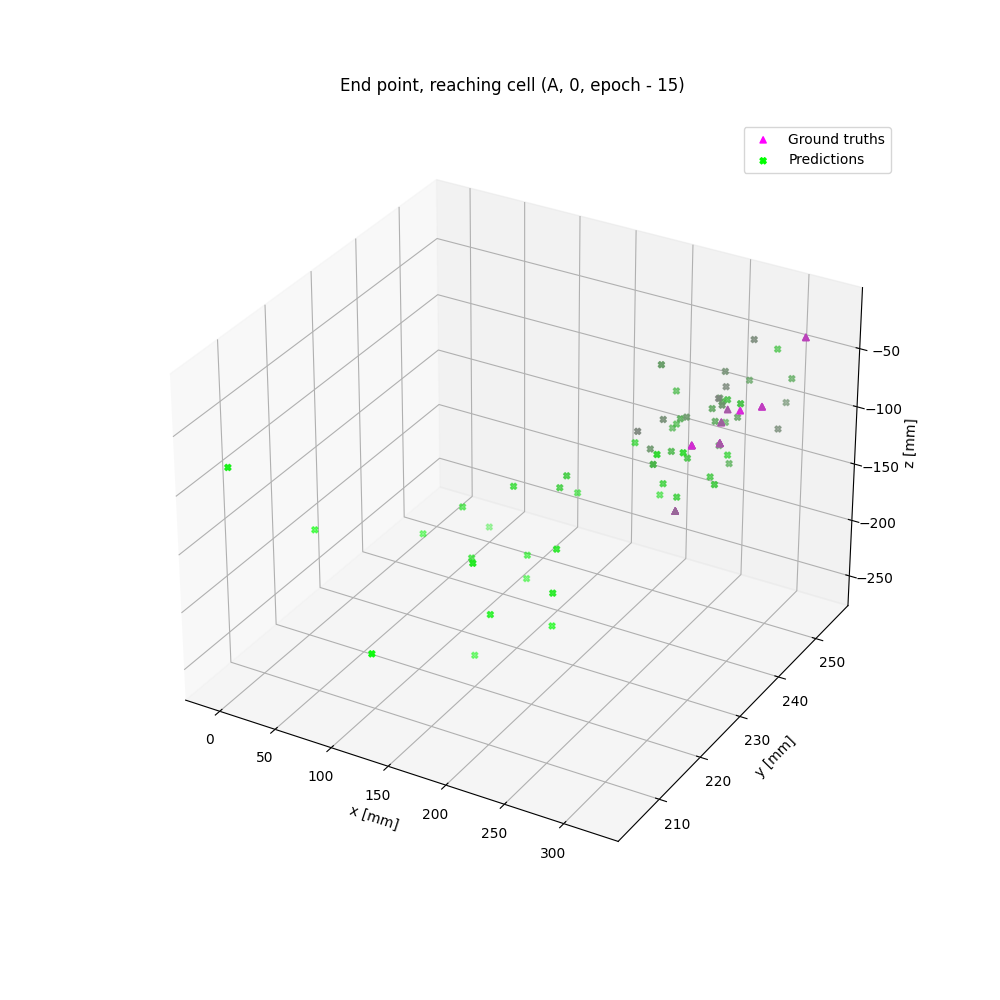 End point, reaching cell (A, 0, epoch - 15)
Ground truths
Predictions
−50
−100
−150
−200
−250
z [mm]
250
240
230
220
210
y [mm]
0
50
100
150
200
250
300
x [mm]